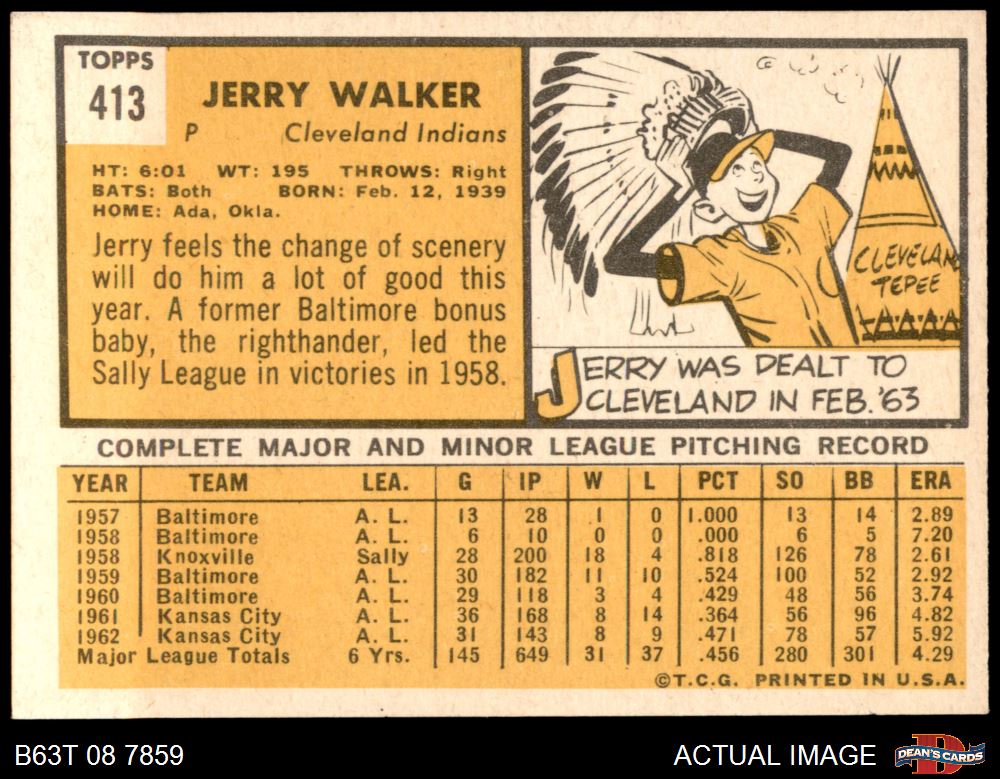 TOPPS
413
JERRY WALKER
P Cleveland Indians
HT: 6:01 WT: 195 THROWS: Right
BATS: Both BORN: Feb. 12, 1939
HOME: Ada, Okla.
Jerry feels the change of scenery
will do him a lot of good this
year. A former Baltimore bonus
baby, the righthander, led the
Sally League in victories in 1958.
CLEVELAN
TEPEE
JERRY WAS DEALT TO
CLEVELAND IN FEB. '63
COMPLETE MAJOR AND MINOR LEAGUE PITCHING RECORD
YEAR TEAM LEA. G IP W L PCT SO BB ERA
1957 Baltimore A. L. 13 28 1 0 1.000 13 14 2.89
1958 Baltimore A. L. 6 10 0 0 .000 6 5 7.20
1958 Knoxville Sally 28 200 18 4 .818 126 78 2.61
1959 Baltimore A. L. 30 182 11 10 .524 100 52 2.92
1960 Baltimore A. L. 29 118 3 4 .429 48 56 3.74
1961 Kansas City A. L. 36 168 8 14 .364 56 96 4.82
1962 Kansas City A. L. 31 143 8 9 .471 78 57 5.92
Major League Totals 6 Yrs. 145 649 31 37 .456 280 301 4.29
©T.C.G. PRINTED IN U.S.A.
B63T 08 7859 ACTUAL IMAGE
D
DEAN'S CARDS